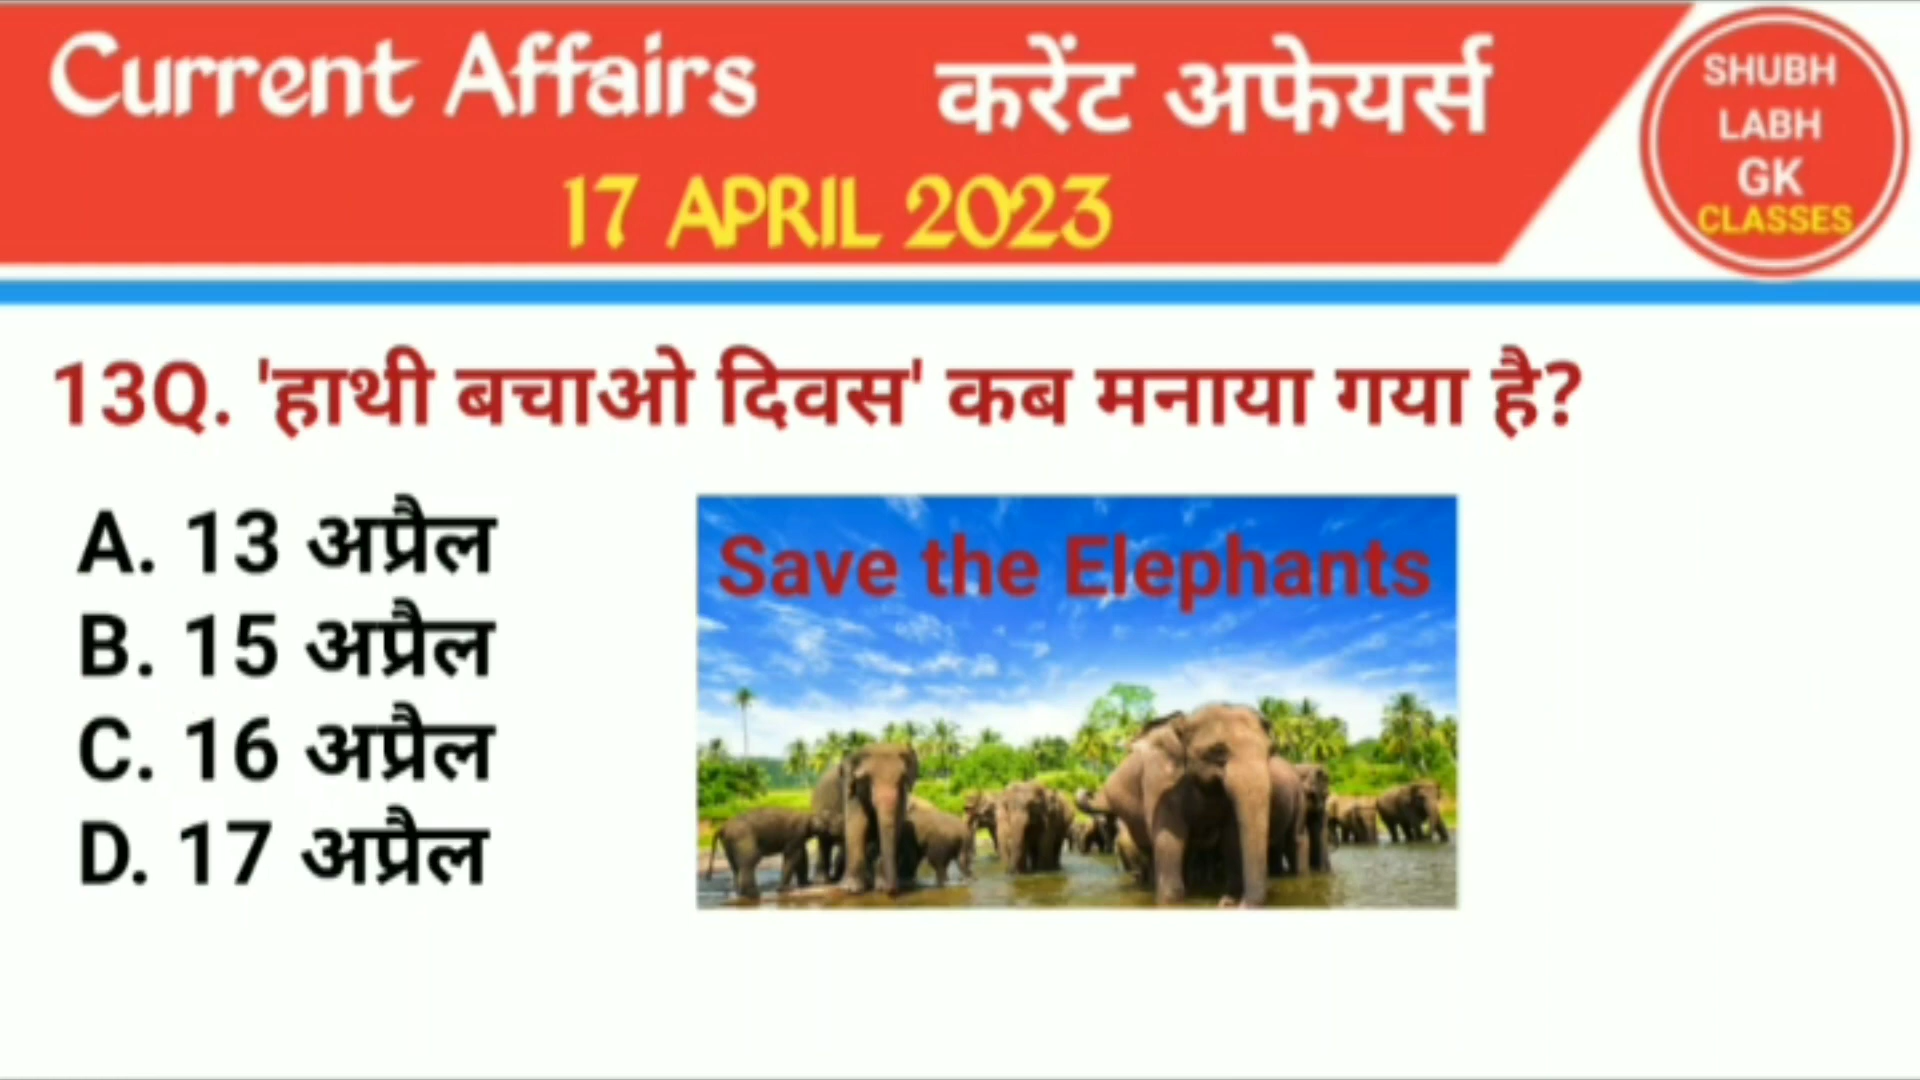 Current Affairs करेंट अफेयर्स
17 APRIL 2023
SHUBH
LABH
GK
CLASSES
13Q. 'हाथी बचाओ दिवस' कब मनाया गया है?
A. 13 अप्रैल
B. 15 अप्रैल
C. 16 अप्रैल
D. 17 अप्रैल
Save the Elephants